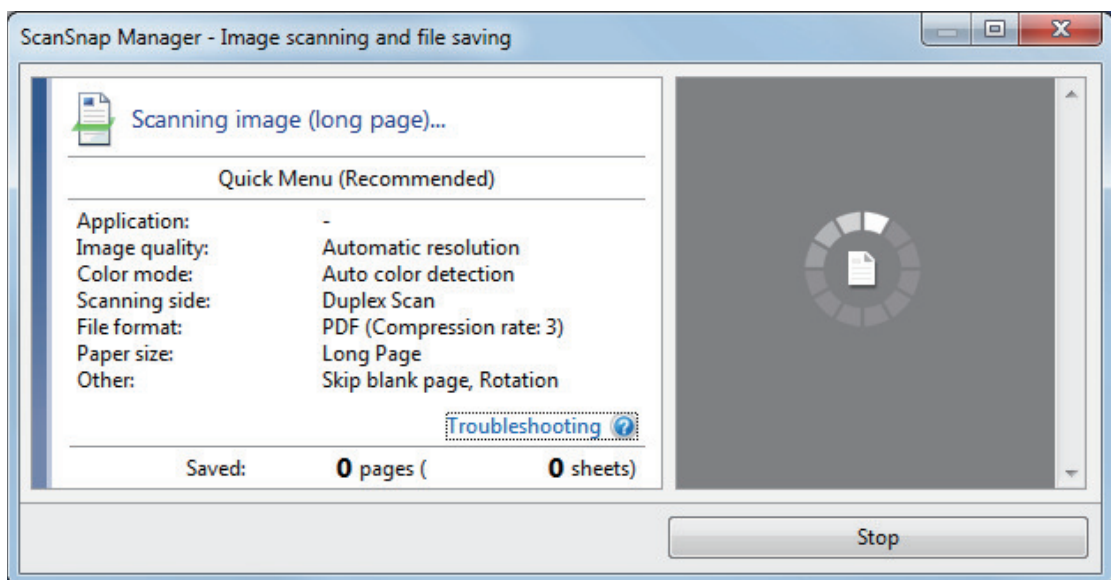 ScanSnap Manager - Image scanning and file saving
Scanning image (long page)...
Quick Menu (Recommended)
Application: -
Image quality: Automatic resolution
Color mode: Auto color detection
Scanning side: Duplex Scan
File format: PDF (Compression rate: 3)
Paper size: Long Page
Other: Skip blank page, Rotation
Troubleshooting
Saved: 0 pages ( 0 sheets)
Stop